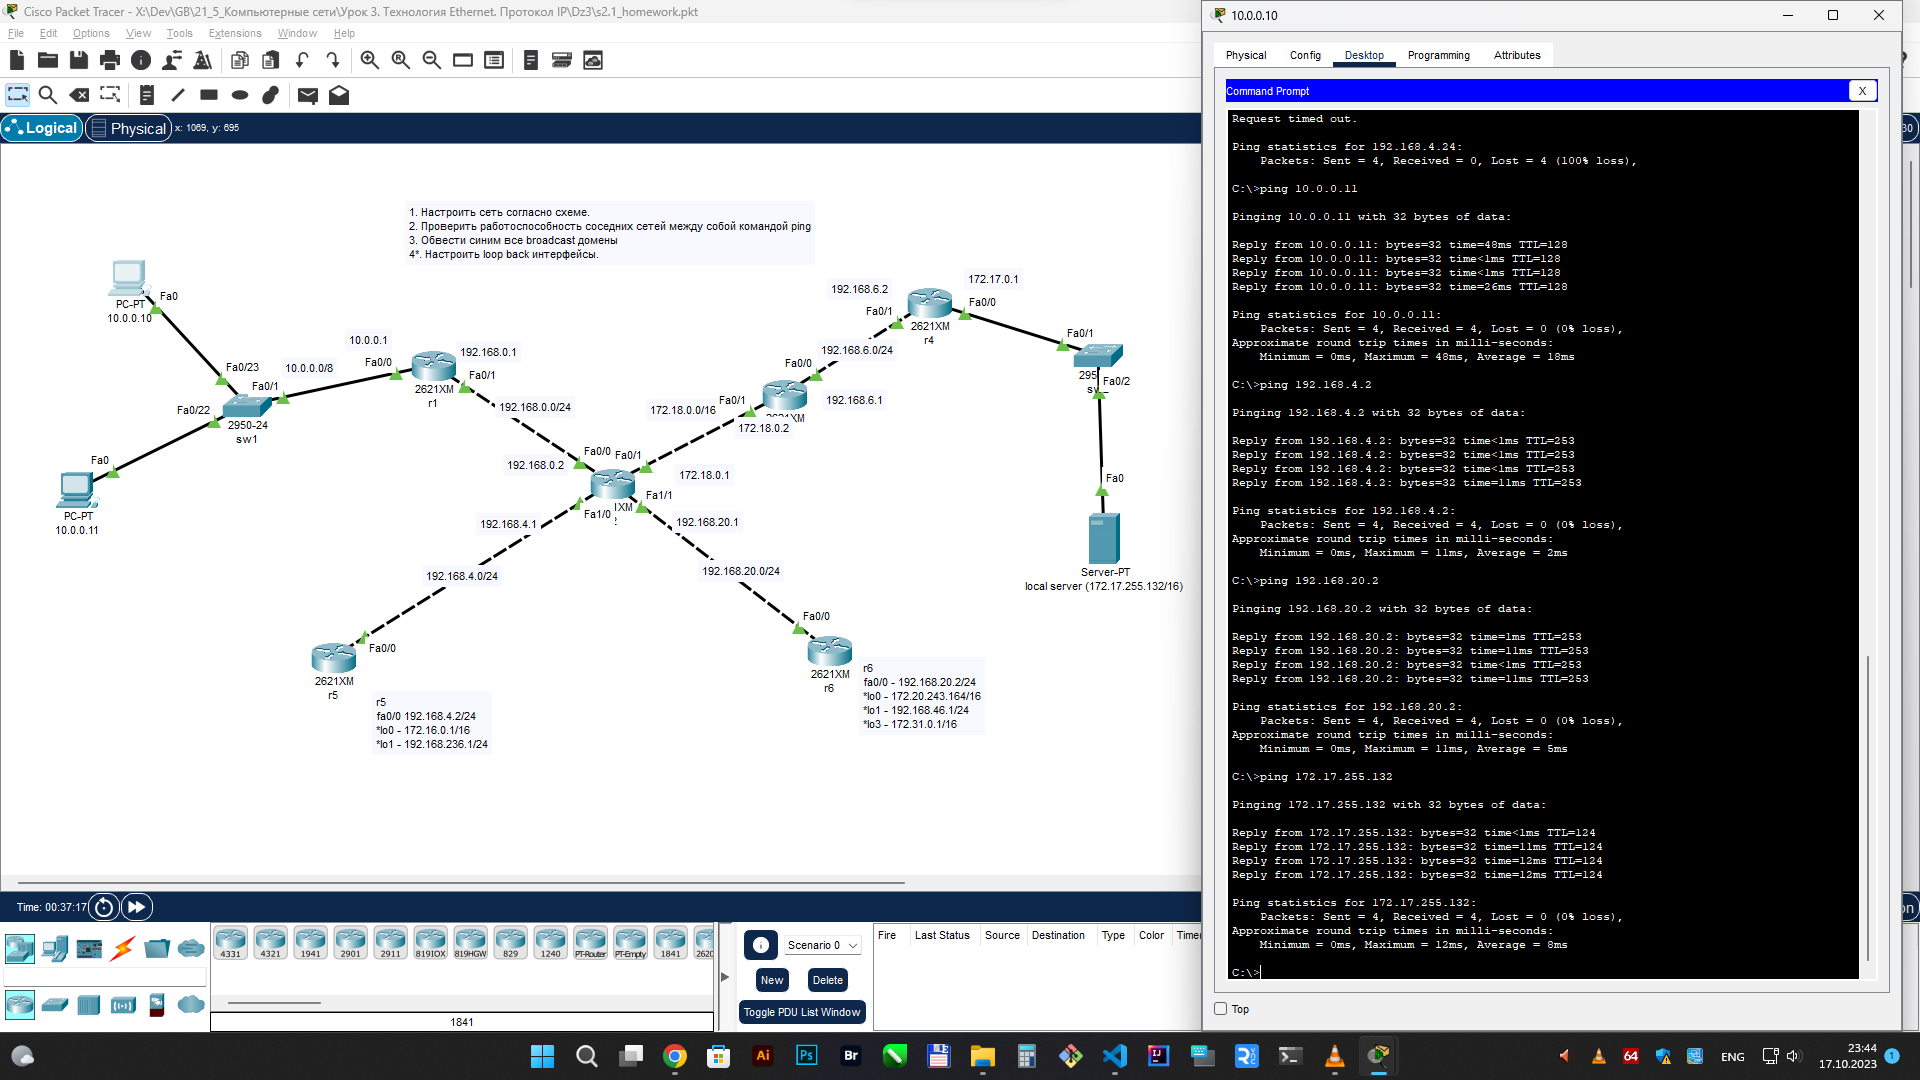 Cisco Packet Tracer - X:\Dev\GB\21_5_Компьютерные сети\Урок 3. Технология Ethernet. Протокол IP\Dz3\s2.1_homework.pkt
File Edit Options View Tools Extensions Window Help
Logical
Physical
x: 1069, y: 695
1. Настроить сеть согласно схеме.
2. Проверить работоспособность соседних сетей между собой командой ping
3. Обвести синим все broadcast домены
4*. Настроить loop back интерфейсы.
PC-PT
10.0.0.10
Fa0
Fa0/23
Fa0/1
Fa0/22
2950-24
sw1
Fa0
PC-PT
10.0.0.11
10.0.0.0/8
10.0.0.1
Fa0/0
192.168.0.1
Fa0/1
2621XM
r1
192.168.0.0/24
192.168.0.2
Fa0/0
Fa0/1
172.18.0.1
Fa1/1
Fa1/0
192.168.4.1
192.168.20.1
192.168.4.0/24
192.168.20.0/24
172.18.0.0/16
Fa0/1
172.18.0.2
Fa0/0
192.168.6.1
192.168.6.0/24
192.168.6.2
Fa0/1
172.17.0.1
Fa0/0
2621XM
r4
Fa0/1
Fa0/2
Fa0
Server-PT
local server (172.17.255.132/16)
Fa0/0
2621XM
r5
r5
fa0/0 192.168.4.2/24
*lo0 - 172.16.0.1/16
*lo1 - 192.168.236.1/24
Fa0/0
2621XM
r6
r6
fa0/0 - 192.168.20.2/24
*lo0 - 172.20.243.164/16
*lo1 - 192.168.46.1/24
*lo3 - 172.31.0.1/16
Time: 00:37:17
4331 4321 1941 2901 2911 819IOX 819HGW 829 1240 PT-Router PT-Empty 1841
1841
Scenario 0
New
Delete
Toggle PDU List Window
Fire Last Status Source Destination Type Color
10.0.0.10
Physical Config Desktop Programming Attributes
Command Prompt
X
Request timed out.
Ping statistics for 192.168.4.24:
Packets: Sent = 4, Received = 0, Lost = 4 (100% loss),
C:\>ping 10.0.0.11
Pinging 10.0.0.11 with 32 bytes of data:
Reply from 10.0.0.11: bytes=32 time=48ms TTL=128
Reply from 10.0.0.11: bytes=32 time<1ms TTL=128
Reply from 10.0.0.11: bytes=32 time<1ms TTL=128
Reply from 10.0.0.11: bytes=32 time=26ms TTL=128
Ping statistics for 10.0.0.11:
Packets: Sent = 4, Received = 4, Lost = 0 (0% loss),
Approximate round trip times in milli-seconds:
Minimum = 0ms, Maximum = 48ms, Average = 18ms
C:\>ping 192.168.4.2
Pinging 192.168.4.2 with 32 bytes of data:
Reply from 192.168.4.2: bytes=32 time<1ms TTL=253
Reply from 192.168.4.2: bytes=32 time<1ms TTL=253
Reply from 192.168.4.2: bytes=32 time<1ms TTL=253
Reply from 192.168.4.2: bytes=32 time=11ms TTL=253
Ping statistics for 192.168.4.2:
Packets: Sent = 4, Received = 4, Lost = 0 (0% loss),
Approximate round trip times in milli-seconds:
Minimum = 0ms, Maximum = 11ms, Average = 2ms
C:\>ping 192.168.20.2
Pinging 192.168.20.2 with 32 bytes of data:
Reply from 192.168.20.2: bytes=32 time=1ms TTL=253
Reply from 192.168.20.2: bytes=32 time=11ms TTL=253
Reply from 192.168.20.2: bytes=32 time<1ms TTL=253
Reply from 192.168.20.2: bytes=32 time=11ms TTL=253
Ping statistics for 192.168.20.2:
Packets: Sent = 4, Received = 4, Lost = 0 (0% loss),
Approximate round trip times in milli-seconds:
Minimum = 0ms, Maximum = 11ms, Average = 5ms
C:\>ping 172.17.255.132
Pinging 172.17.255.132 with 32 bytes of data:
Reply from 172.17.255.132: bytes=32 time<1ms TTL=124
Reply from 172.17.255.132: bytes=32 time=11ms TTL=124
Reply from 172.17.255.132: bytes=32 time=12ms TTL=124
Reply from 172.17.255.132: bytes=32 time=12ms TTL=124
Ping statistics for 172.17.255.132:
Packets: Sent = 4, Received = 4, Lost = 0 (0% loss),
Approximate round trip times in milli-seconds:
Minimum = 0ms, Maximum = 12ms, Average = 8ms
C:\>
Top
Ai Ps Br
64
ENG
23:44
17.10.2023
1